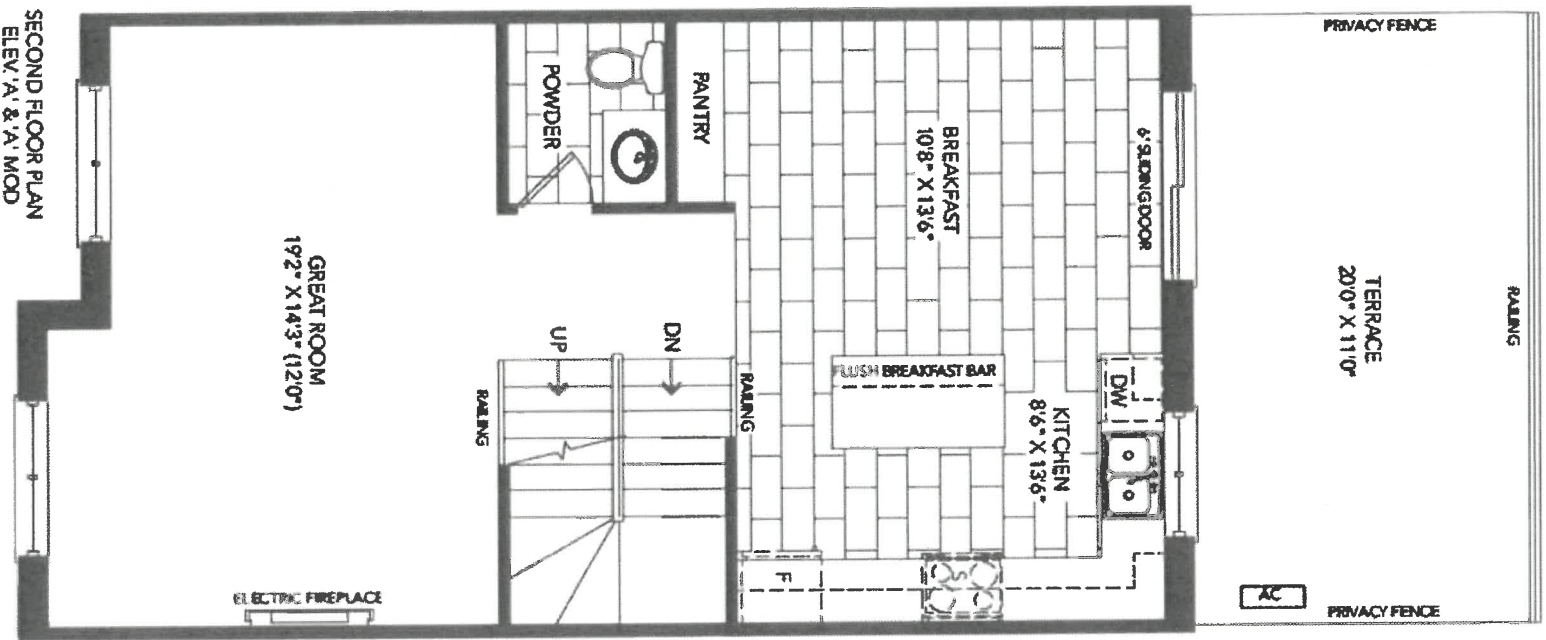 PRIVACY FENCE
RAILING
TERRACE
20'0" X 11'0"
AC
PRIVACY FENCE
6' SLIDING DOOR
BREAKFAST
10'8" X 13'6"
PANTRY
POWDER
DW
KITCHEN
8'6" X 13'6"
FLUSH BREAKFAST BAR
S
F
RAILING
DN
UP
RAILING
GREAT ROOM
19'2" X 14'3" (12'0")
ELECTRIC FIREPLACE
SECOND FLOOR PLAN
ELEV. 'A' & 'A' MOD